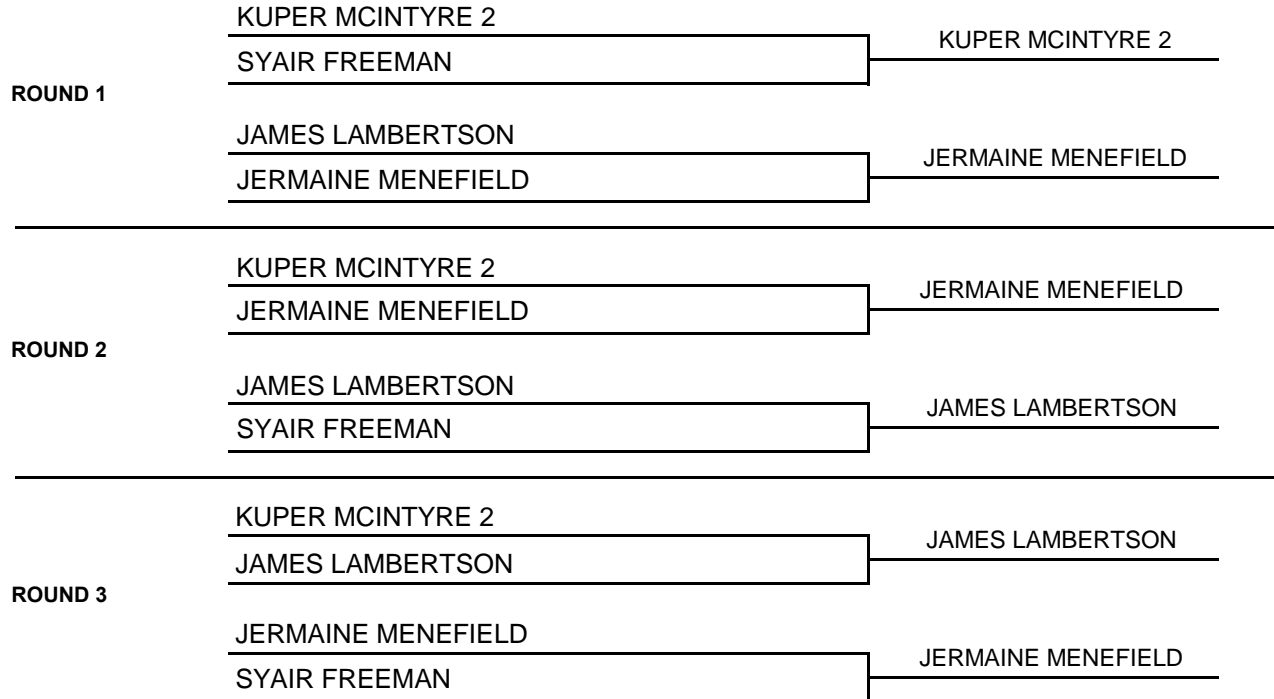 KUPER MCINTYRE 2
KUPER MCINTYRE 2
SYAIR FREEMAN
ROUND 1
JAMES LAMBERTSON
JERMAINE MENEFIELD
JERMAINE MENEFIELD
KUPER MCINTYRE 2
JERMAINE MENEFIELD
JERMAINE MENEFIELD
ROUND 2
JAMES LAMBERTSON
JAMES LAMBERTSON
SYAIR FREEMAN
KUPER MCINTYRE 2
JAMES LAMBERTSON
JAMES LAMBERTSON
ROUND 3
JERMAINE MENEFIELD
JERMAINE MENEFIELD
SYAIR FREEMAN